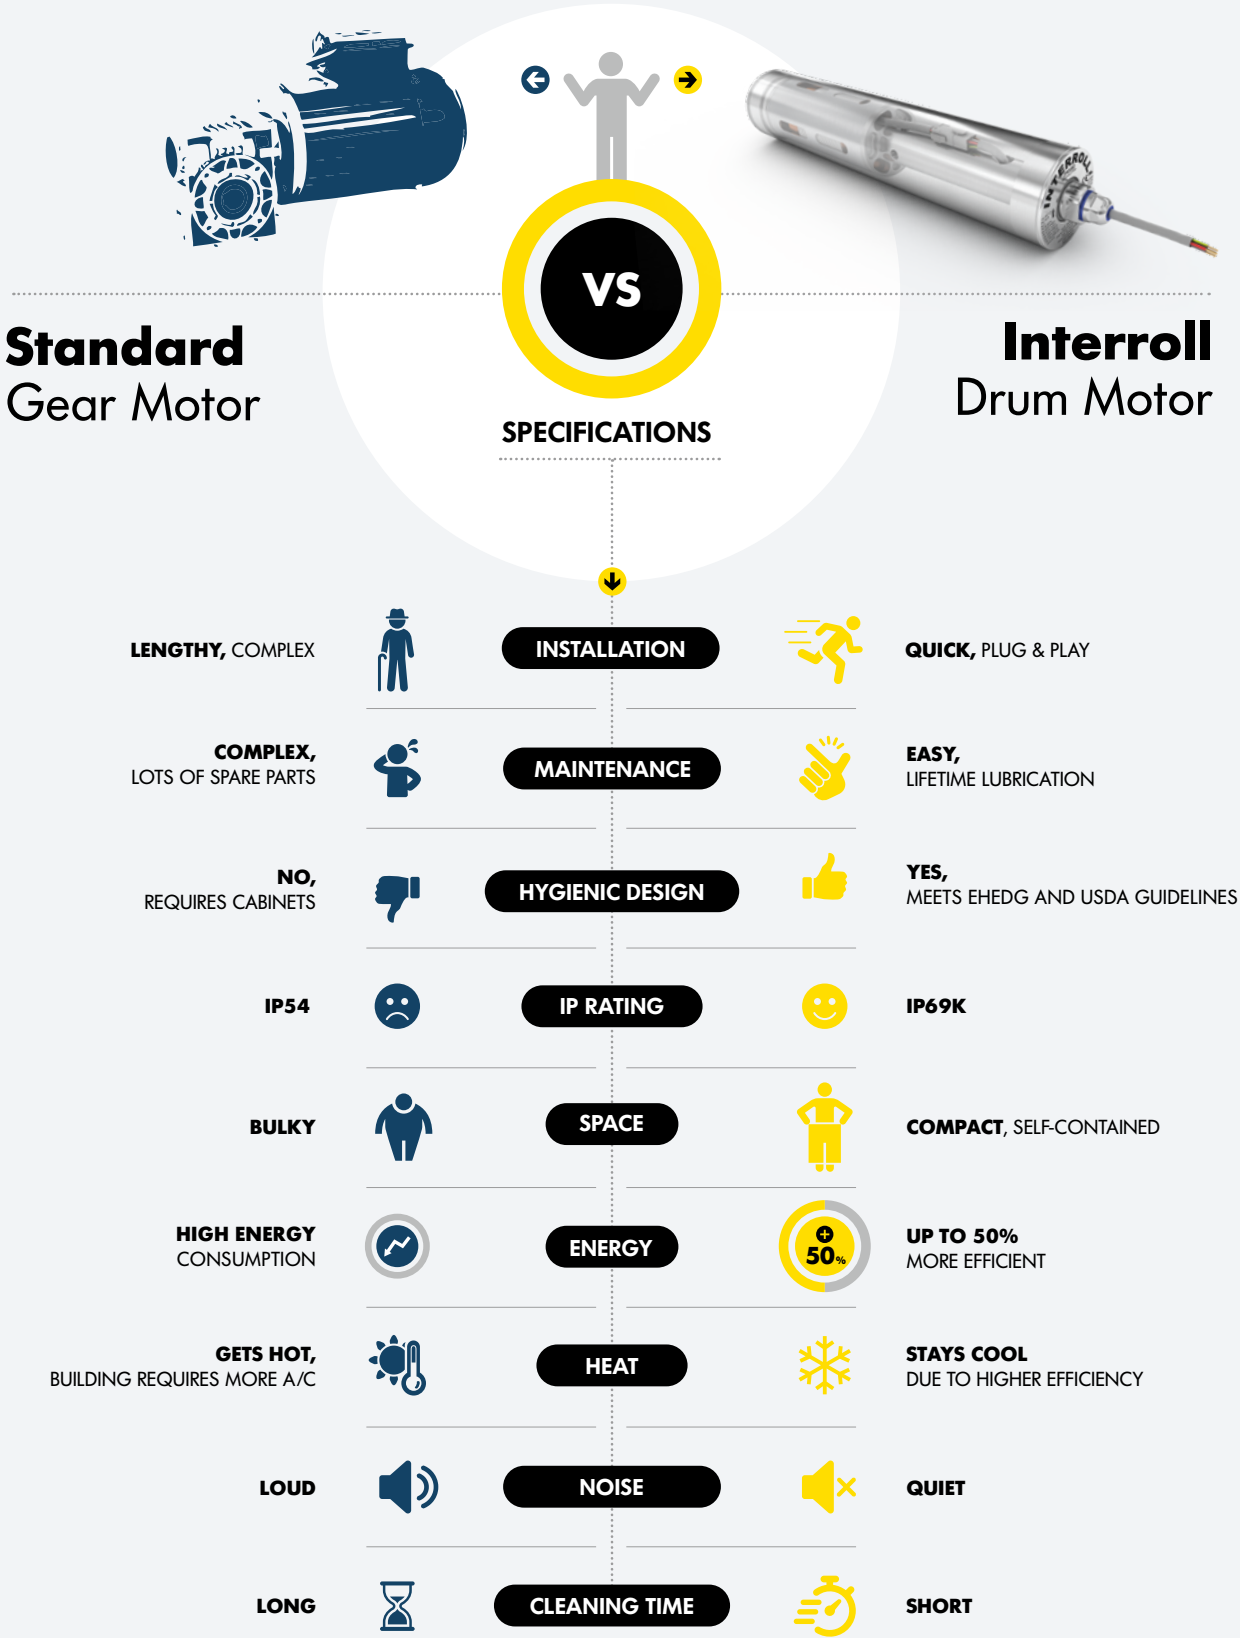 INTERROLL
VS
Standard
Gear Motor
Interroll
Drum Motor
SPECIFICATIONS
LENGTHY, COMPLEX
INSTALLATION
QUICK, PLUG & PLAY
COMPLEX,
LOTS OF SPARE PARTS
MAINTENANCE
EASY,
LIFETIME LUBRICATION
NO,
REQUIRES CABINETS
HYGIENIC DESIGN
YES,
MEETS EHEDG AND USDA GUIDELINES
IP54
IP RATING
IP69K
BULKY
SPACE
COMPACT, SELF-CONTAINED
HIGH ENERGY
CONSUMPTION
ENERGY
50%
UP TO 50%
MORE EFFICIENT
GETS HOT,
BUILDING REQUIRES MORE A/C
HEAT
STAYS COOL
DUE TO HIGHER EFFICIENCY
LOUD
NOISE
QUIET
LONG
CLEANING TIME
SHORT